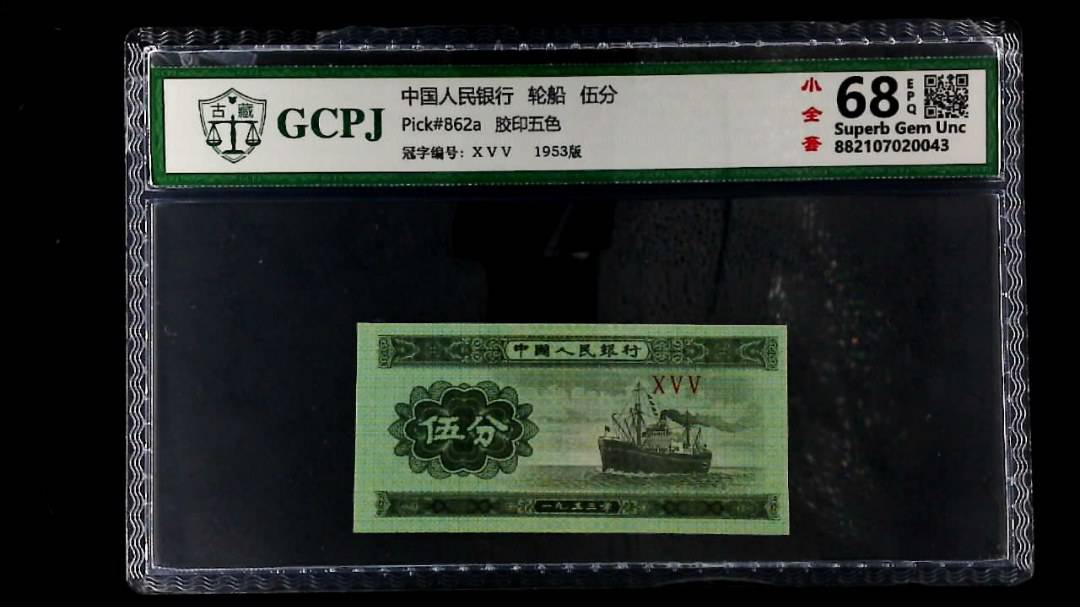 古藏
GCPJ
中国人民银行 轮船 伍分
Pick#862a 胶印五色
冠字编号：XVV 1953版
小全套
68 EPQ
Superb Gem Unc
882107020043
中國人民銀行
XVV
伍分
一九五三年